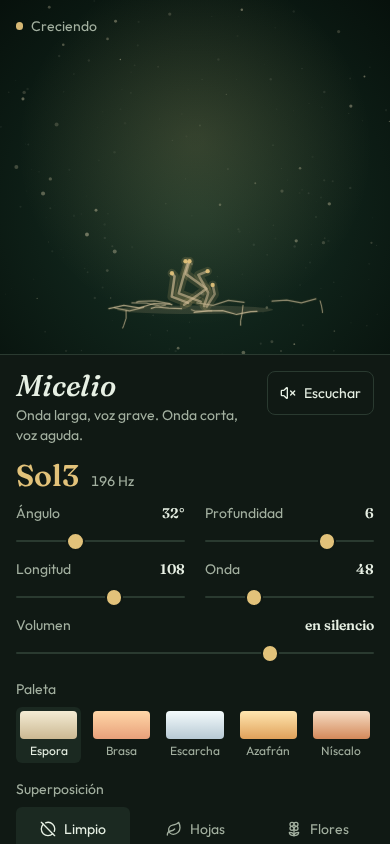 Creciendo
Micelio
Escuchar
Onda larga, voz grave. Onda corta,
voz aguda.
Sol3 196 Hz
Ángulo 32° Profundidad 6
Longitud 108 Onda 48
Volumen en silencio
Paleta
Espora Brasa Escarcha Azafrán Níscalo
Superposición
Limpio Hojas Flores